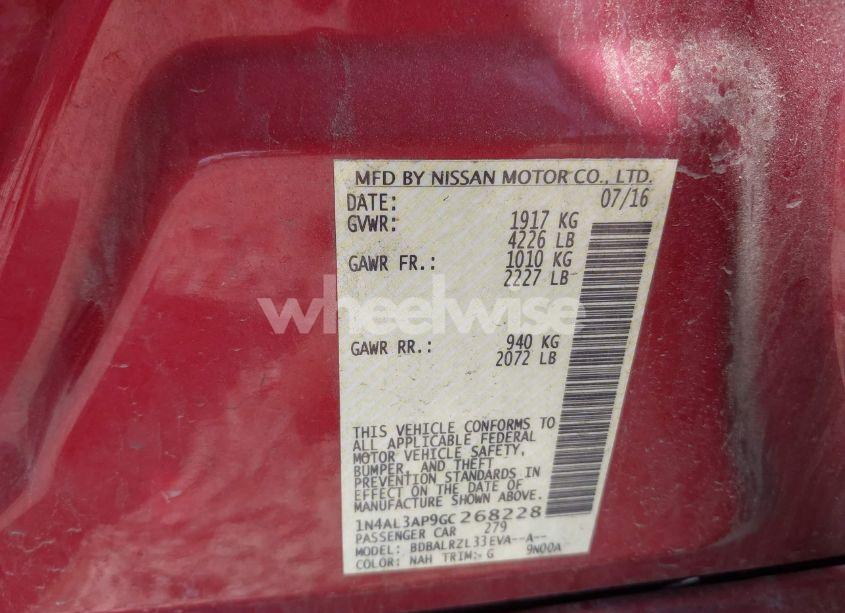 MFD BY NISSAN MOTOR CO., LTD.
DATE: 07/16
GVWR: 1917 KG
4226 LB
GAWR FR.: 1010 KG
2227 LB
wheelwise
GAWR RR.: 940 KG
2072 LB
THIS VEHICLE CONFORMS TO
ALL APPLICABLE FEDERAL
MOTOR VEHICLE SAFETY,
BUMPER, AND THEFT
PREVENTION STANDARDS IN
EFFECT ON THE DATE OF
MANUFACTURE SHOWN ABOVE.
1N4AL3AP9GC268228
PASSENGER CAR 279
MODEL: BDBALRZL33EVA--A--
COLOR: NAH TRIM: G 9N00A